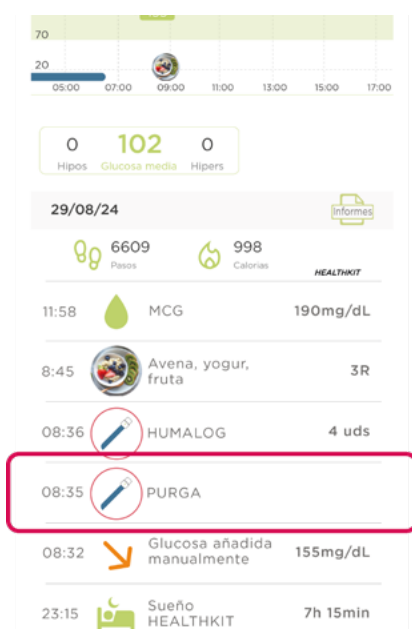 70
20
05:00 07:00 09:00 11:00 13:00 15:00 17:00
0 102 0
Hipos Glucosa media Hipers
29/08/24 Informes
6609 998
Pasos Calorías
HEALTHKIT
11:58 MCG 190mg/dL
8:45 Avena, yogur, fruta 3R
08:36 HUMALOG 4 uds
08:35 PURGA
08:32 Glucosa añadida manualmente 155mg/dL
23:15 Sueño HEALTHKIT 7h 15min